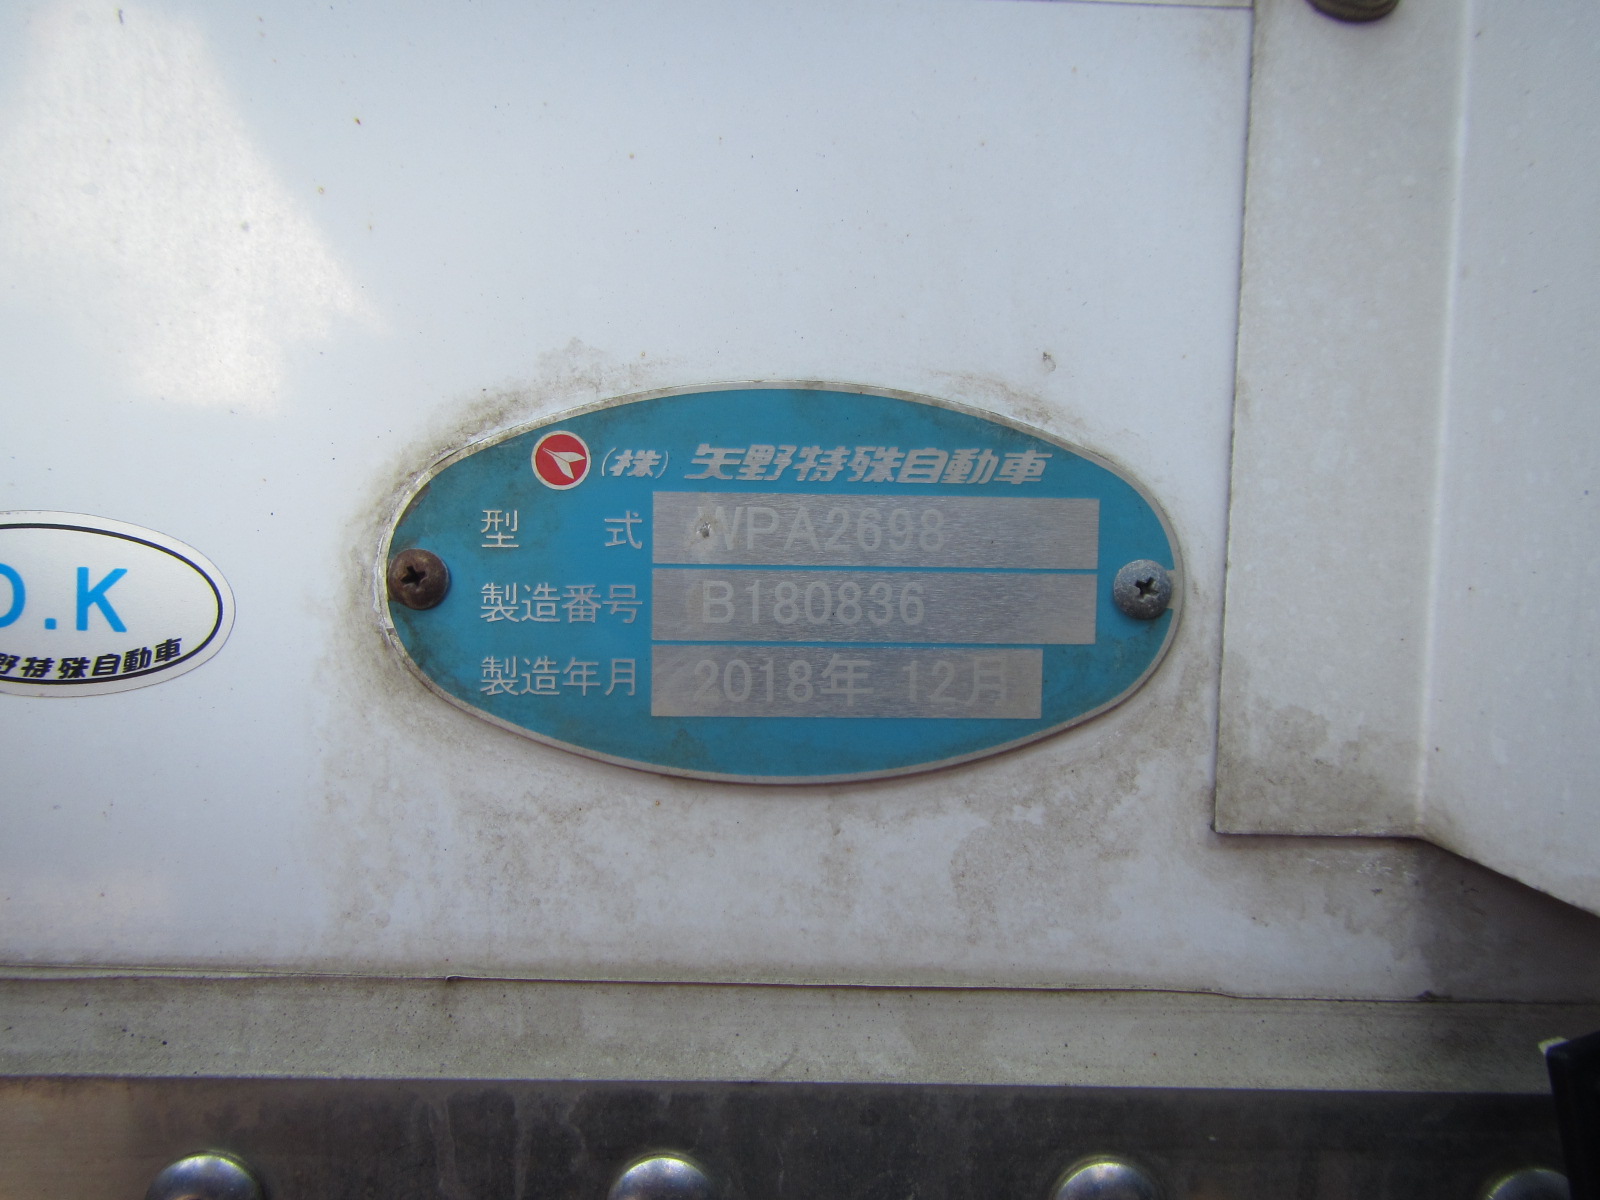 (株) 矢野特殊自動車
型 式 WPA2698
製造番号 B180836
製造年月 2018年 12月
O.K
野特殊自動車